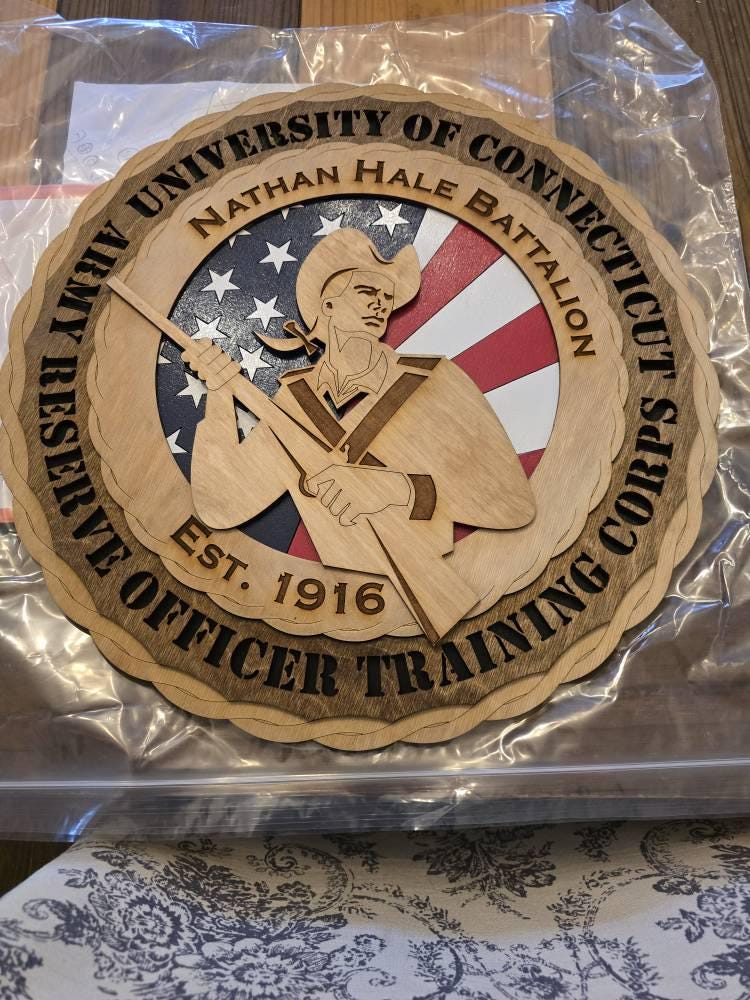 UNIVERSITY OF CONNECTICUT
ARMY RESERVE OFFICER TRAINING CORPS
NATHAN HALE BATTALION
EST. 1916